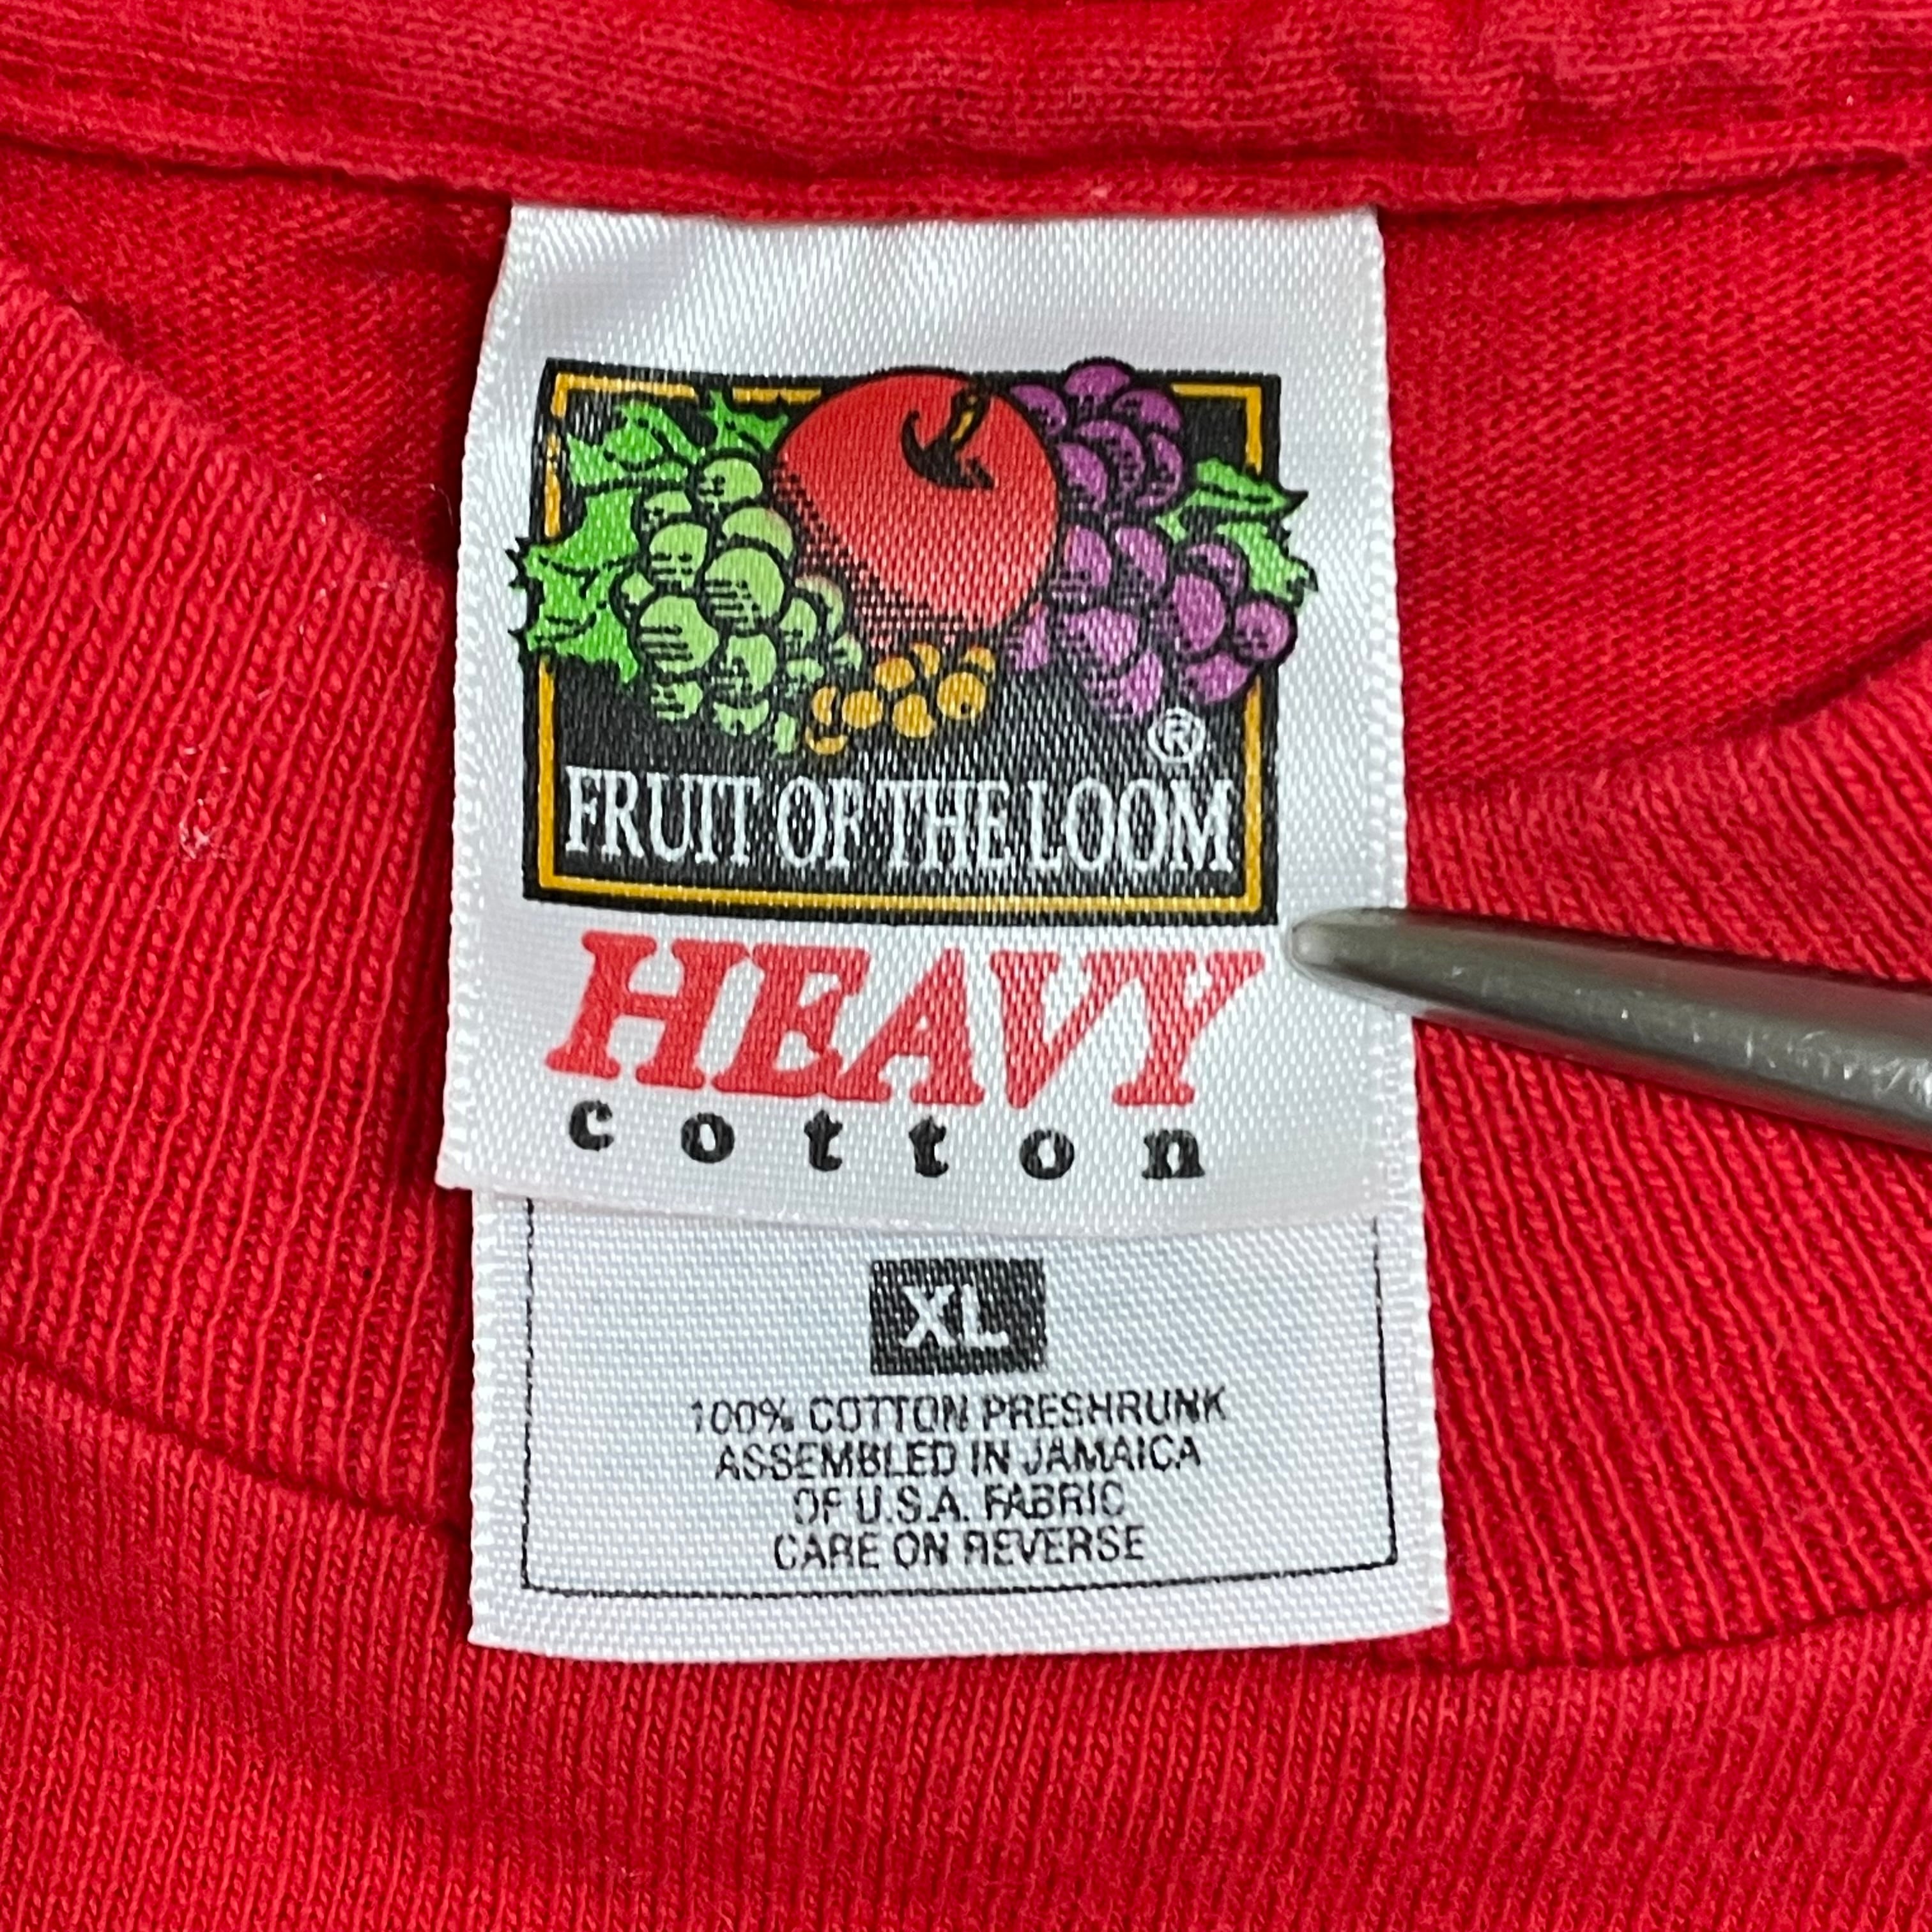 ®
FRUIT OF THE LOOM
HEAVY
cotton
XL
100% COTTON PRESHRUNK
ASSEMBLED IN JAMAICA
OF U.S.A. FABRIC
CARE ON REVERSE